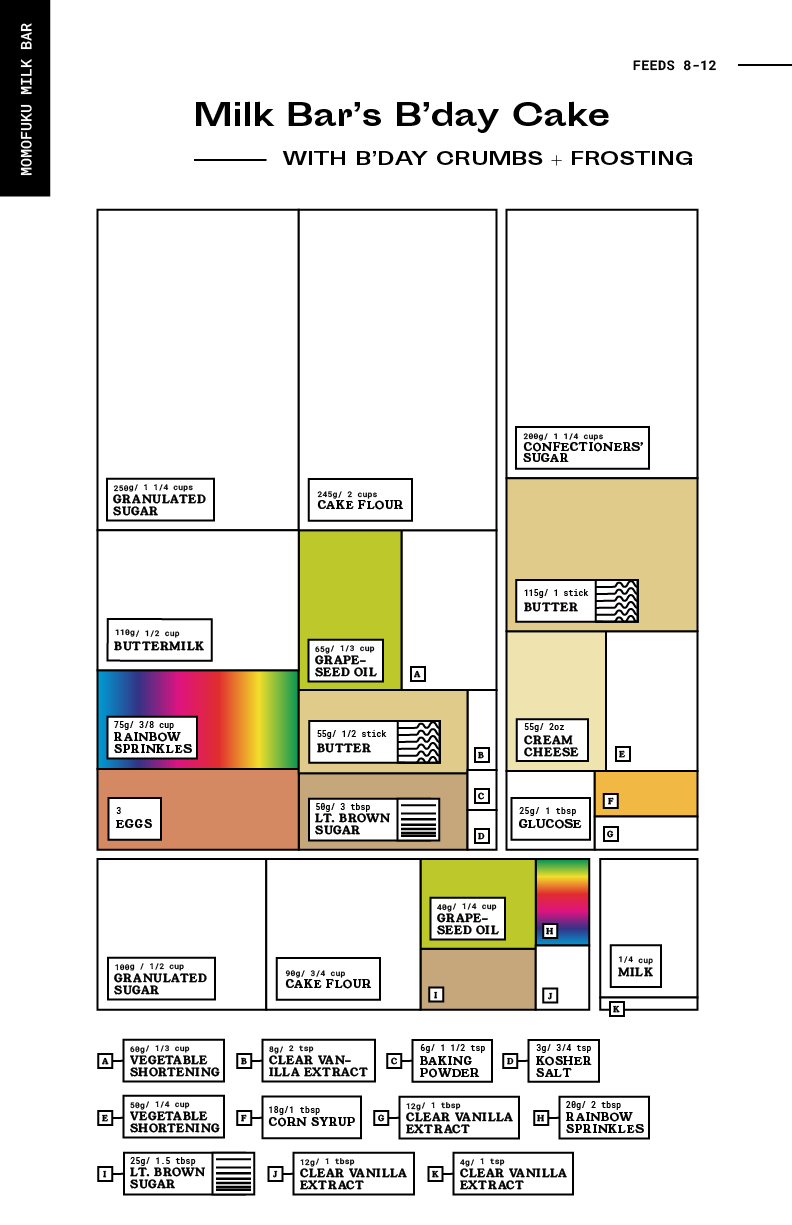 MOMOFUKU MILK BAR
FEEDS 8-12
Milk Bar's B'day Cake
WITH B'DAY CRUMBS + FROSTING
250g/ 1 1/4 cups
GRANULATED
SUGAR
245g/ 2 cups
CAKE FLOUR
200g/ 1 1/4 cups
CONFECTIONERS'
SUGAR
110g/ 1/2 cup
BUTTERMILK
65g/ 1/3 cup
GRAPE-
SEED OIL
A
115g/ 1 stick
BUTTER
75g/ 3/8 cup
RAINBOW
SPRINKLES
55g/ 1/2 stick
BUTTER
B
55g/ 2oz
CREAM
CHEESE
E
3
EGGS
50g/ 3 tbsp
LT. BROWN
SUGAR
C
D
25g/ 1 tbsp
GLUCOSE
F
G
100g / 1/2 cup
GRANULATED
SUGAR
90g/ 3/4 cup
CAKE FLOUR
40g/ 1/4 cup
GRAPE-
SEED OIL
H
I
J
1/4 cup
MILK
K
A
60g/ 1/3 cup
VEGETABLE
SHORTENING
B
8g/ 2 tsp
CLEAR VAN-
ILLA EXTRACT
C
6g/ 1 1/2 tsp
BAKING
POWDER
D
3g/ 3/4 tsp
KOSHER
SALT
E
50g/ 1/4 cup
VEGETABLE
SHORTENING
F
18g/1 tbsp
CORN SYRUP
G
12g/ 1 tbsp
CLEAR VANILLA
EXTRACT
H
20g/ 2 tbsp
RAINBOW
SPRINKLES
I
25g/ 1.5 tbsp
LT. BROWN
SUGAR
J
12g/ 1 tbsp
CLEAR VANILLA
EXTRACT
K
4g/ 1 tsp
CLEAR VANILLA
EXTRACT